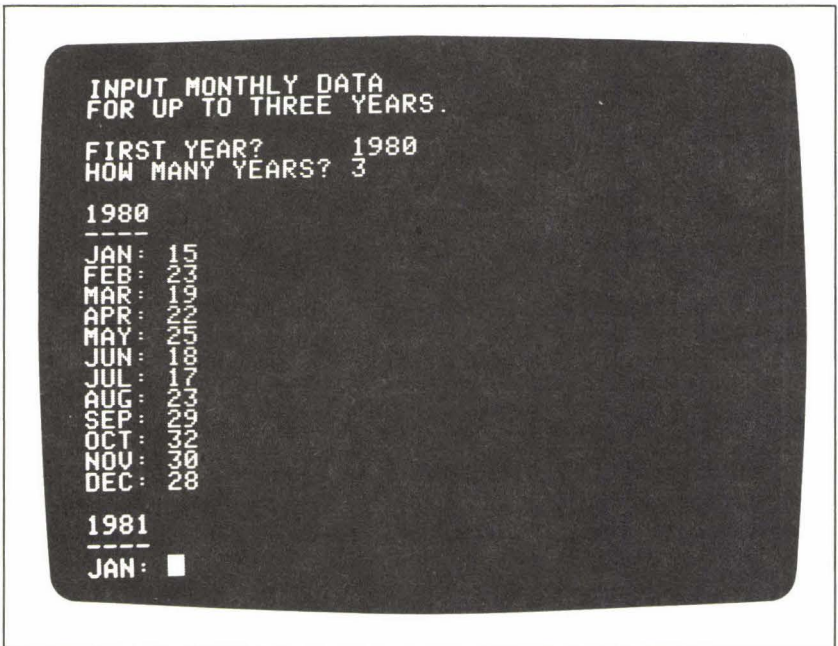 INPUT MONTHLY DATA
FOR UP TO THREE YEARS.
FIRST YEAR? 1980
HOW MANY YEARS? 3
1980
----
JAN: 15
FEB: 23
MAR: 19
APR: 22
MAY: 25
JUN: 18
JUL: 17
AUG: 23
SEP: 29
OCT: 32
NOV: 30
DEC: 28
1981
----
JAN: